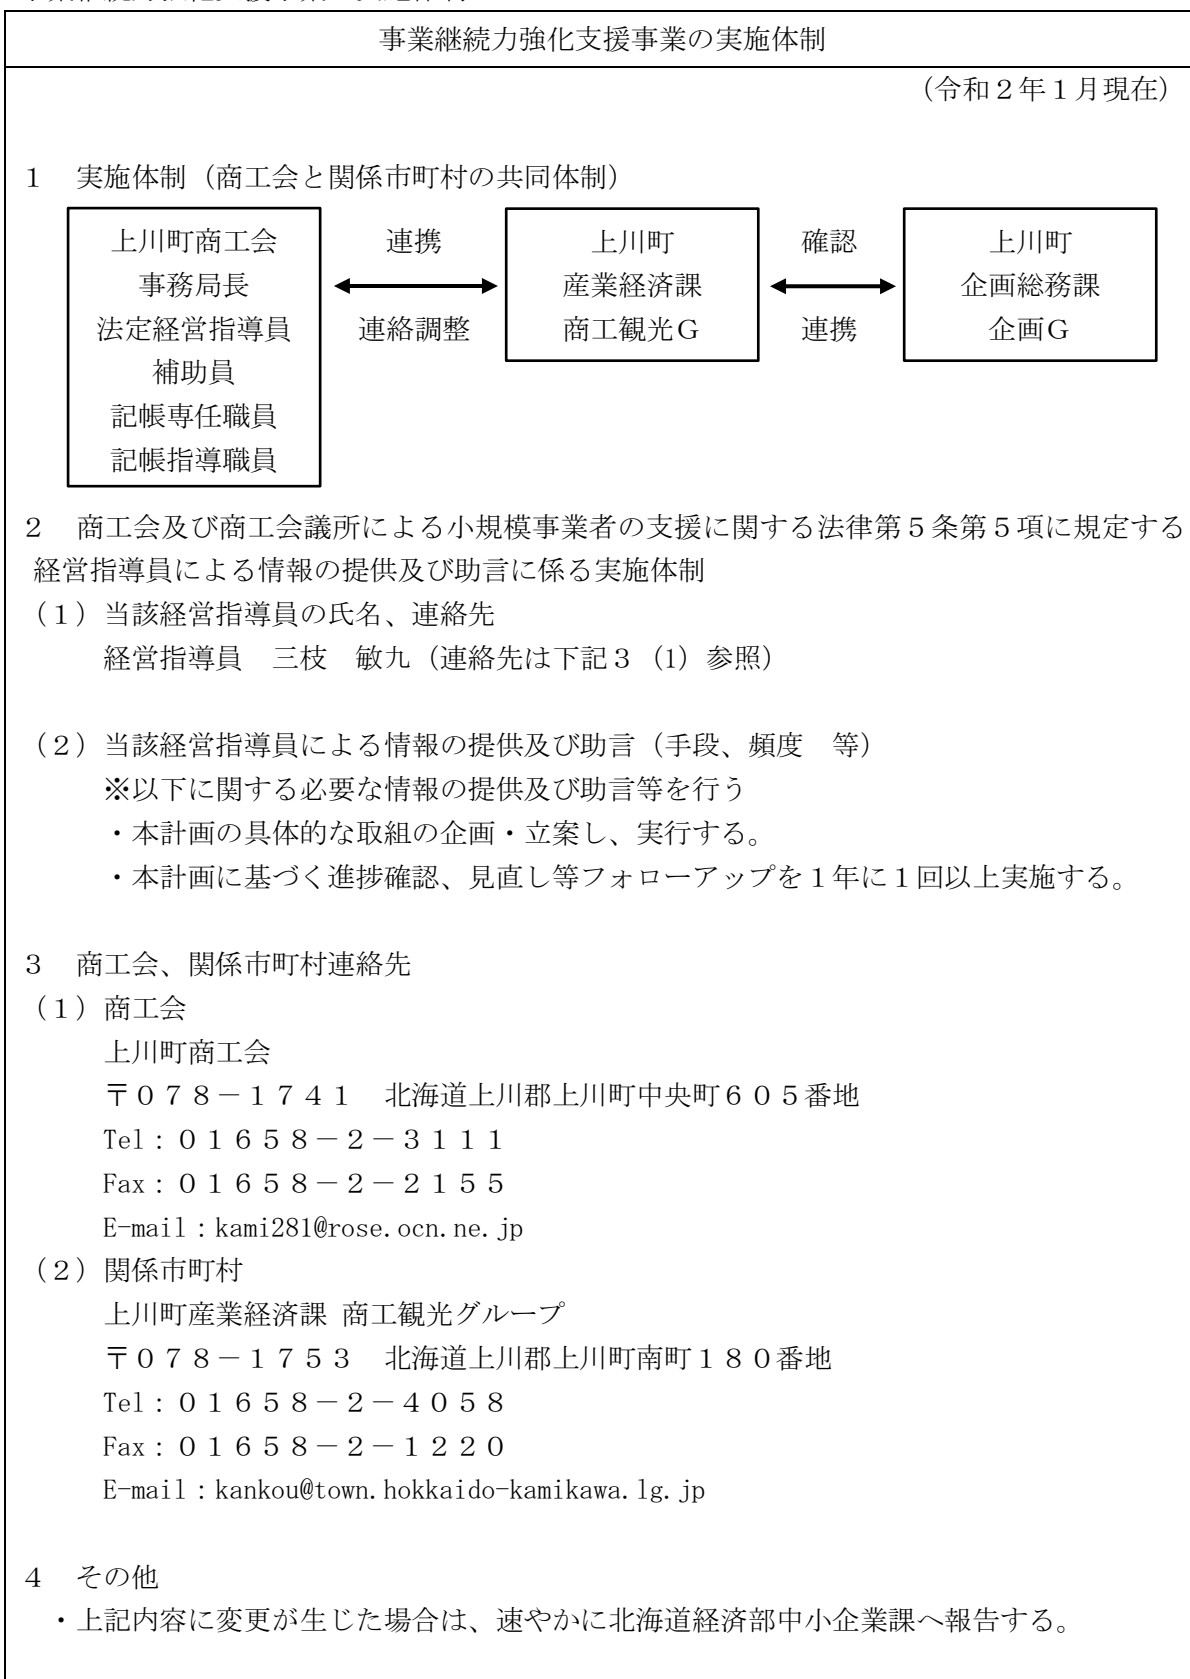 事業継続力強化支援事業の実施体制
（令和２年１月現在）
１　実施体制（商工会と関係市町村の共同体制）
上川町商工会
事務局長
法定経営指導員
補助員
記帳専任職員
記帳指導職員
連携
連絡調整
上川町
産業経済課
商工観光Ｇ
確認
連携
上川町
企画総務課
企画Ｇ
２　商工会及び商工会議所による小規模事業者の支援に関する法律第５条第５項に規定する
経営指導員による情報の提供及び助言に係る実施体制
（１）当該経営指導員の氏名、連絡先
経営指導員　三枝　敏九（連絡先は下記３（1）参照）
（２）当該経営指導員による情報の提供及び助言（手段、頻度　等）
※以下に関する必要な情報の提供及び助言等を行う
・本計画の具体的な取組の企画・立案し、実行する。
・本計画に基づく進捗確認、見直し等フォローアップを１年に１回以上実施する。
３　商工会、関係市町村連絡先
（１）商工会
上川町商工会
〒０７８－１７４１　北海道上川郡上川町中央町６０５番地
Tel：０１６５８－２－３１１１
Fax：０１６５８－２－２１５５
E-mail：kami281@rose.ocn.ne.jp
（２）関係市町村
上川町産業経済課 商工観光グループ
〒０７８－１７５３　北海道上川郡上川町南町１８０番地
Tel：０１６５８－２－４０５８
Fax：０１６５８－２－１２２０
E-mail：kankou@town.hokkaido-kamikawa.lg.jp
４　その他
・上記内容に変更が生じた場合は、速やかに北海道経済部中小企業課へ報告する。